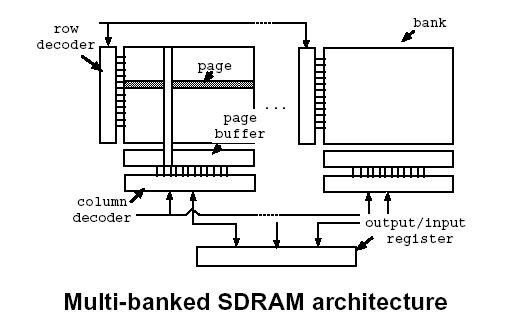 row
decoder
bank
page
...
page
buffer
column
decoder
output/input
register
Multi-banked SDRAM architecture